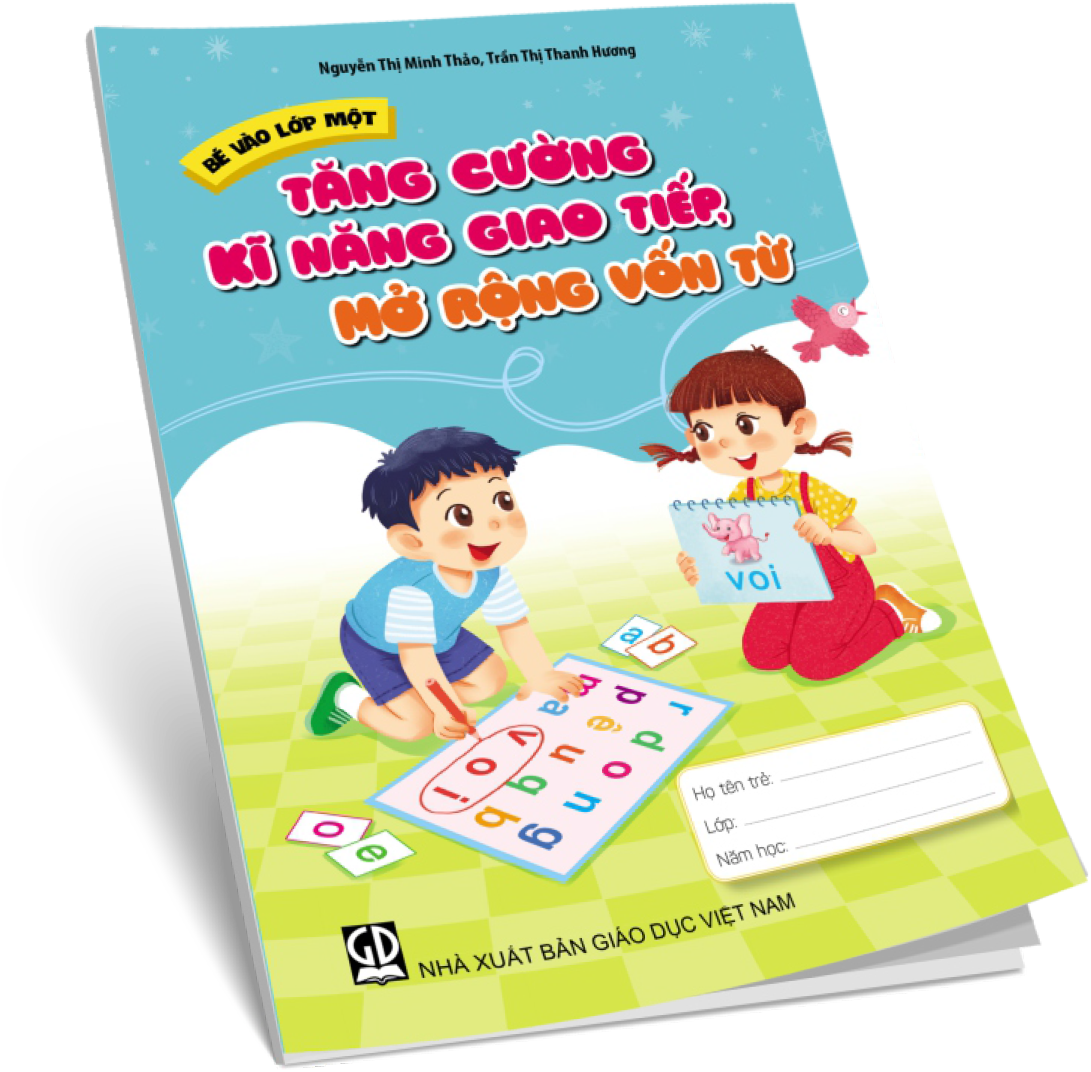 Nguyễn Thị Minh Thảo, Trần Thị Thanh Hương
BÉ VÀO LỚP MỘT
TĂNG CƯỜNG
KĨ NĂNG GIAO TIẾP,
MỞ RỘNG VỐN TỪ
voi
a
b
v o i
o
e
Họ tên trẻ:
Lớp:
Năm học:
GD
NHÀ XUẤT BẢN GIÁO DỤC VIỆT NAM